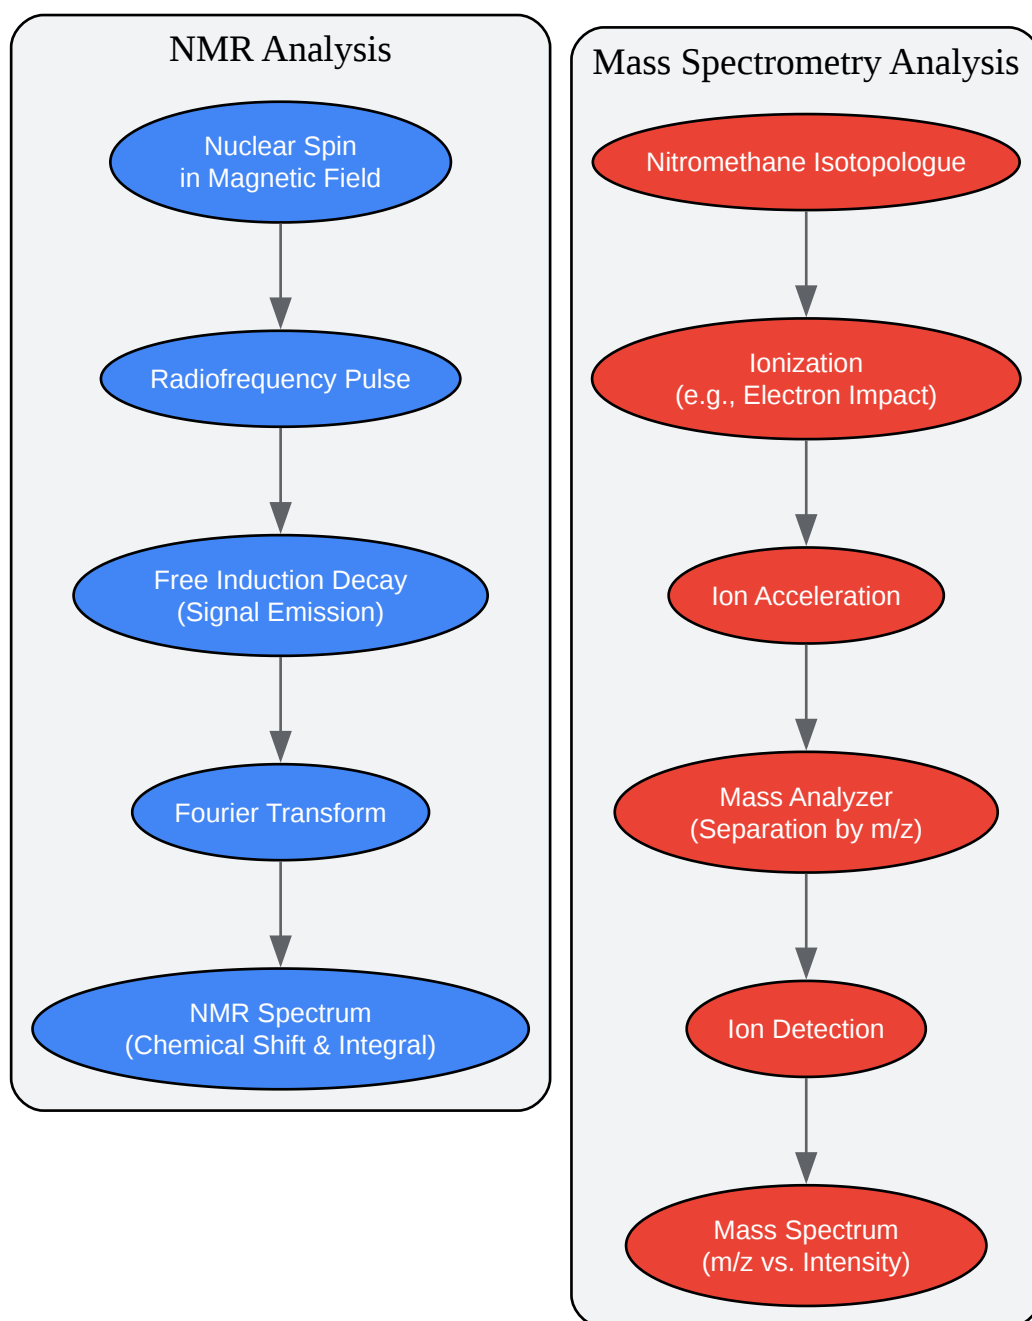 NMR Analysis
Nuclear Spin
in Magnetic Field
Radiofrequency Pulse
Free Induction Decay
(Signal Emission)
Fourier Transform
NMR Spectrum
(Chemical Shift & Integral)
Mass Spectrometry Analysis
Nitromethane Isotopologue
Ionization
(e.g., Electron Impact)
Ion Acceleration
Mass Analyzer
(Separation by m/z)
Ion Detection
Mass Spectrum
(m/z vs. Intensity)